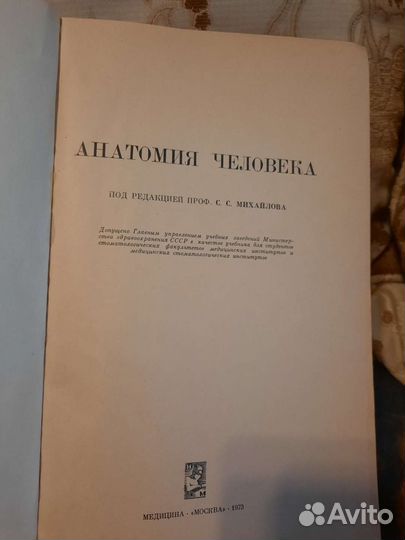 АНАТОМИЯ ЧЕЛОВЕКА
ПОД РЕДАКЦИЕЙ ПРОФ. С. С. МИХАЙЛОВА
Допущено Главным управлением учебных заведений Министер-
ства здравоохранения СССР в качестве учебника для студентов
стоматологических факультетов медицинских институтов и
медицинских стоматологических институтов
М
МЕДИЦИНА · «МОСКВА» · 1973
Avito